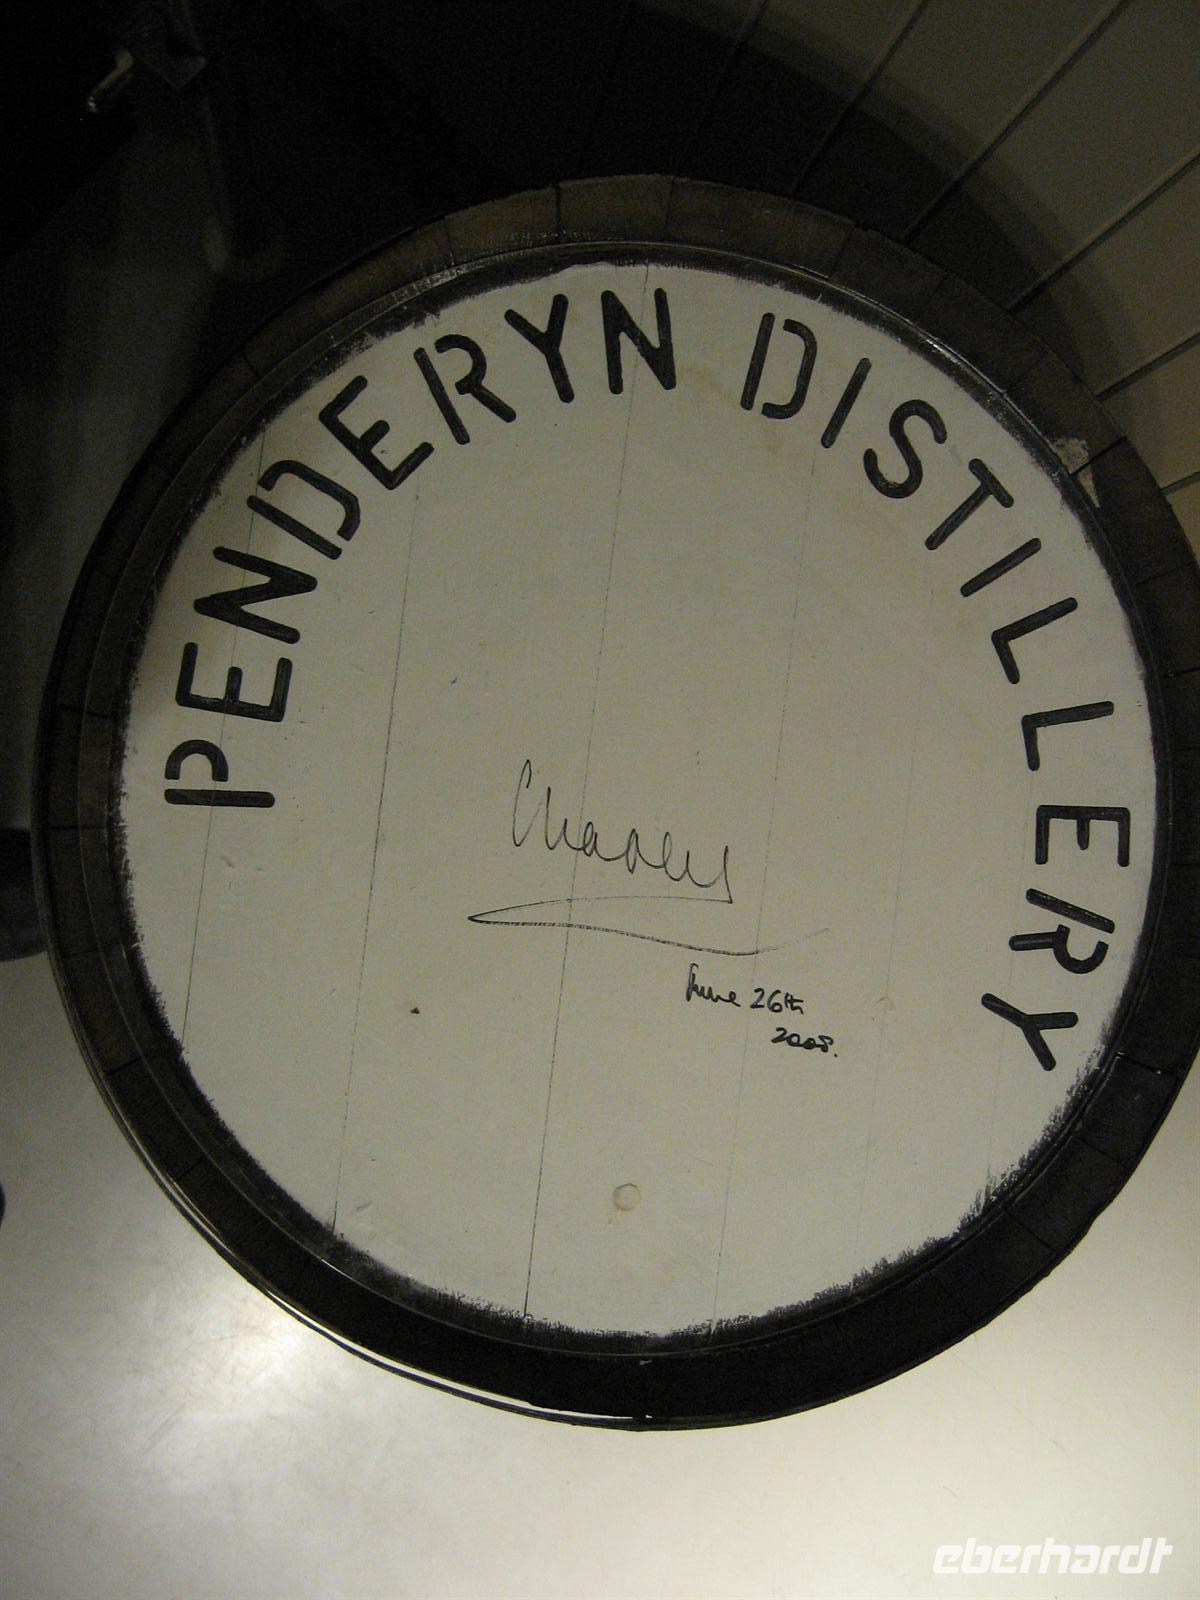 PENDERYN DISTILLERY
Charles
June 26th
2008.
eberhardt